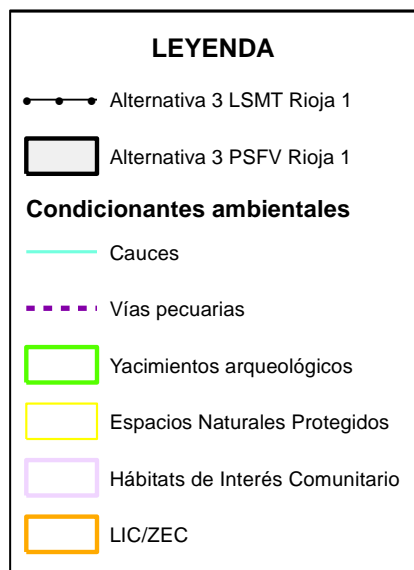 LEYENDA
Alternativa 3 LSMT Rioja 1
Alternativa 3 PSFV Rioja 1
Condicionantes ambientales
Cauces
Vías pecuarias
Yacimientos arqueológicos
Espacios Naturales Protegidos
Hábitats de Interés Comunitario
LIC/ZEC